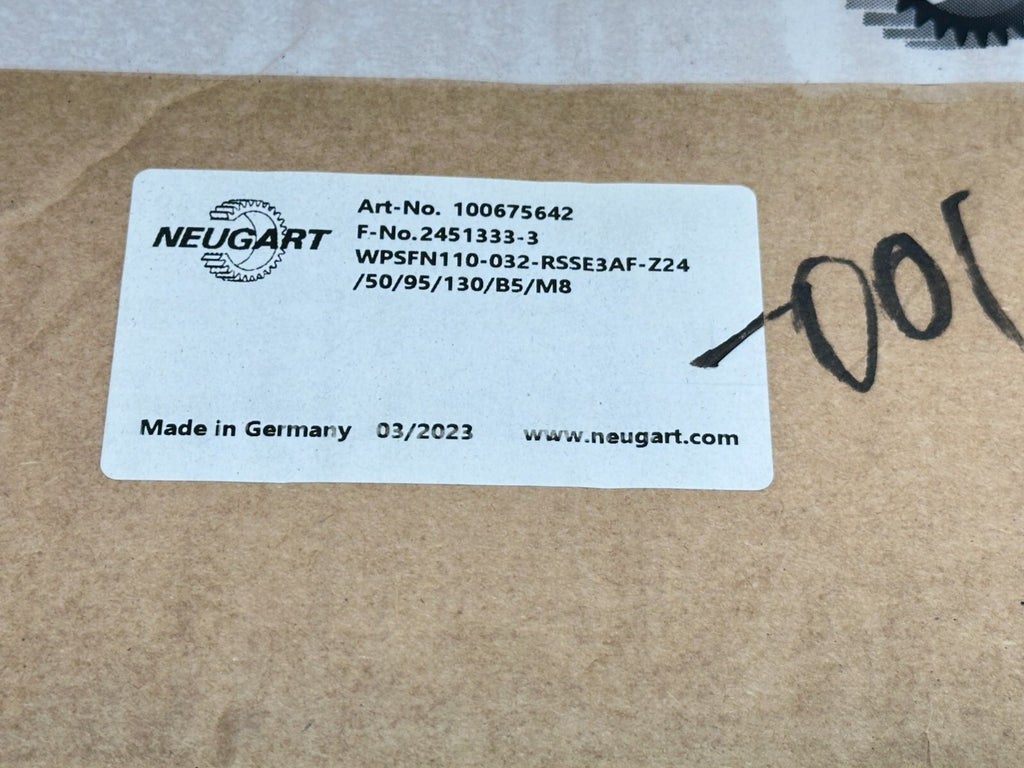 NEUGART
Art-No. 100675642
F-No.2451333-3
WPSFN110-032-RSSE3AF-Z24
/50/95/130/B5/M8
-001
Made in Germany 03/2023 www.neugart.com